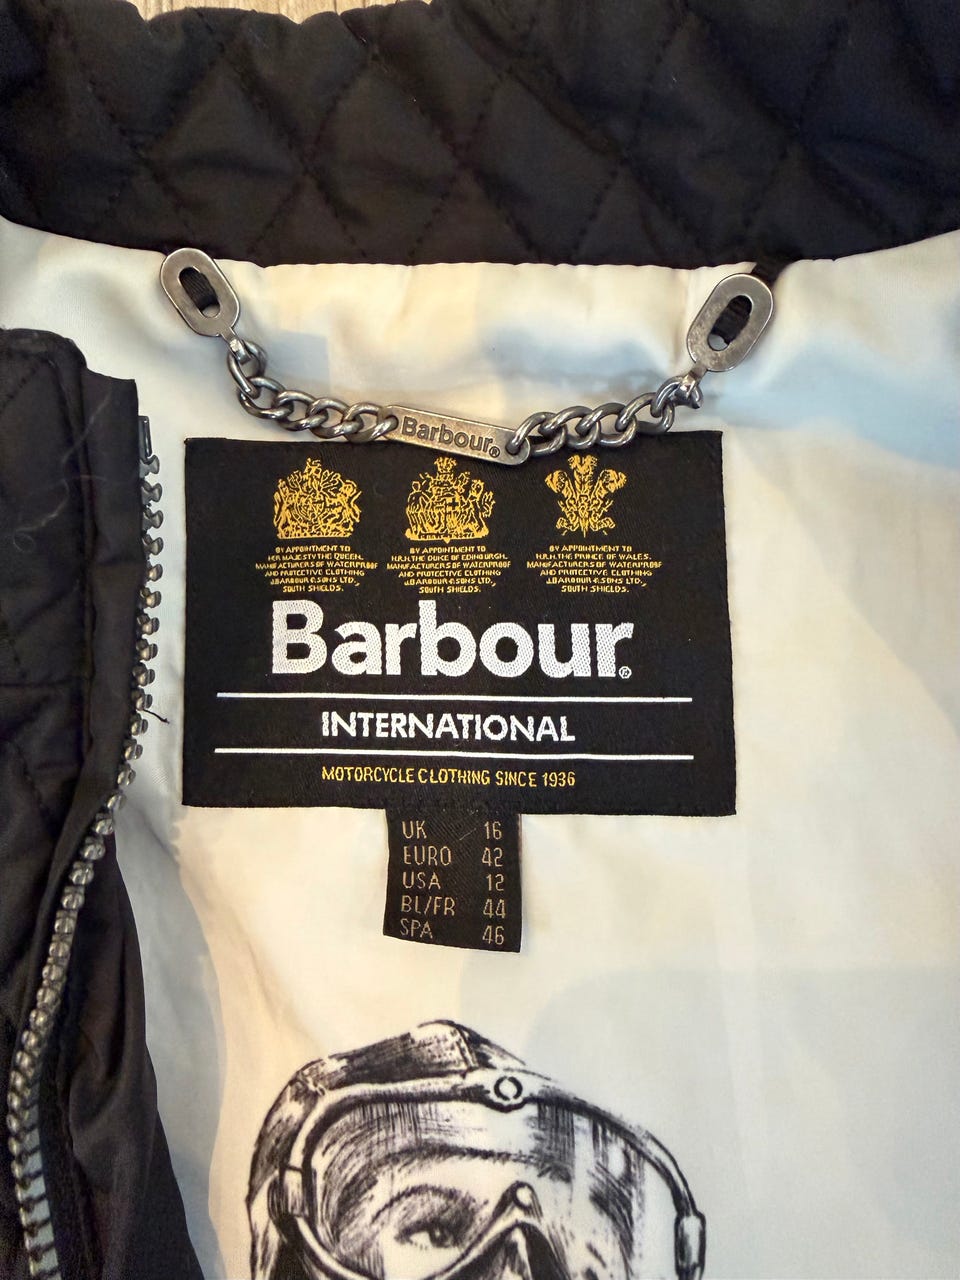 Barbour®
BY APPOINTMENT TO
HER MAJESTY THE QUEEN.
MANUFACTURERS OF WATERPROOF
AND PROTECTIVE CLOTHING
J.BARBOUR & SONS LTD.,
SOUTH SHIELDS.
BY APPOINTMENT TO
H.R.H. THE DUKE OF EDINBURGH.
MANUFACTURERS OF WATERPROOF
AND PROTECTIVE CLOTHING
J.BARBOUR & SONS LTD.,
SOUTH SHIELDS.
BY APPOINTMENT TO
H.R.H. THE PRINCE OF WALES.
MANUFACTURERS OF WATERPROOF
AND PROTECTIVE CLOTHING
J.BARBOUR & SONS LTD.,
SOUTH SHIELDS.
Barbour®
INTERNATIONAL
MOTORCYCLE CLOTHING SINCE 1936
UK 16
EURO 42
USA 12
BL/FR 44
SPA 46